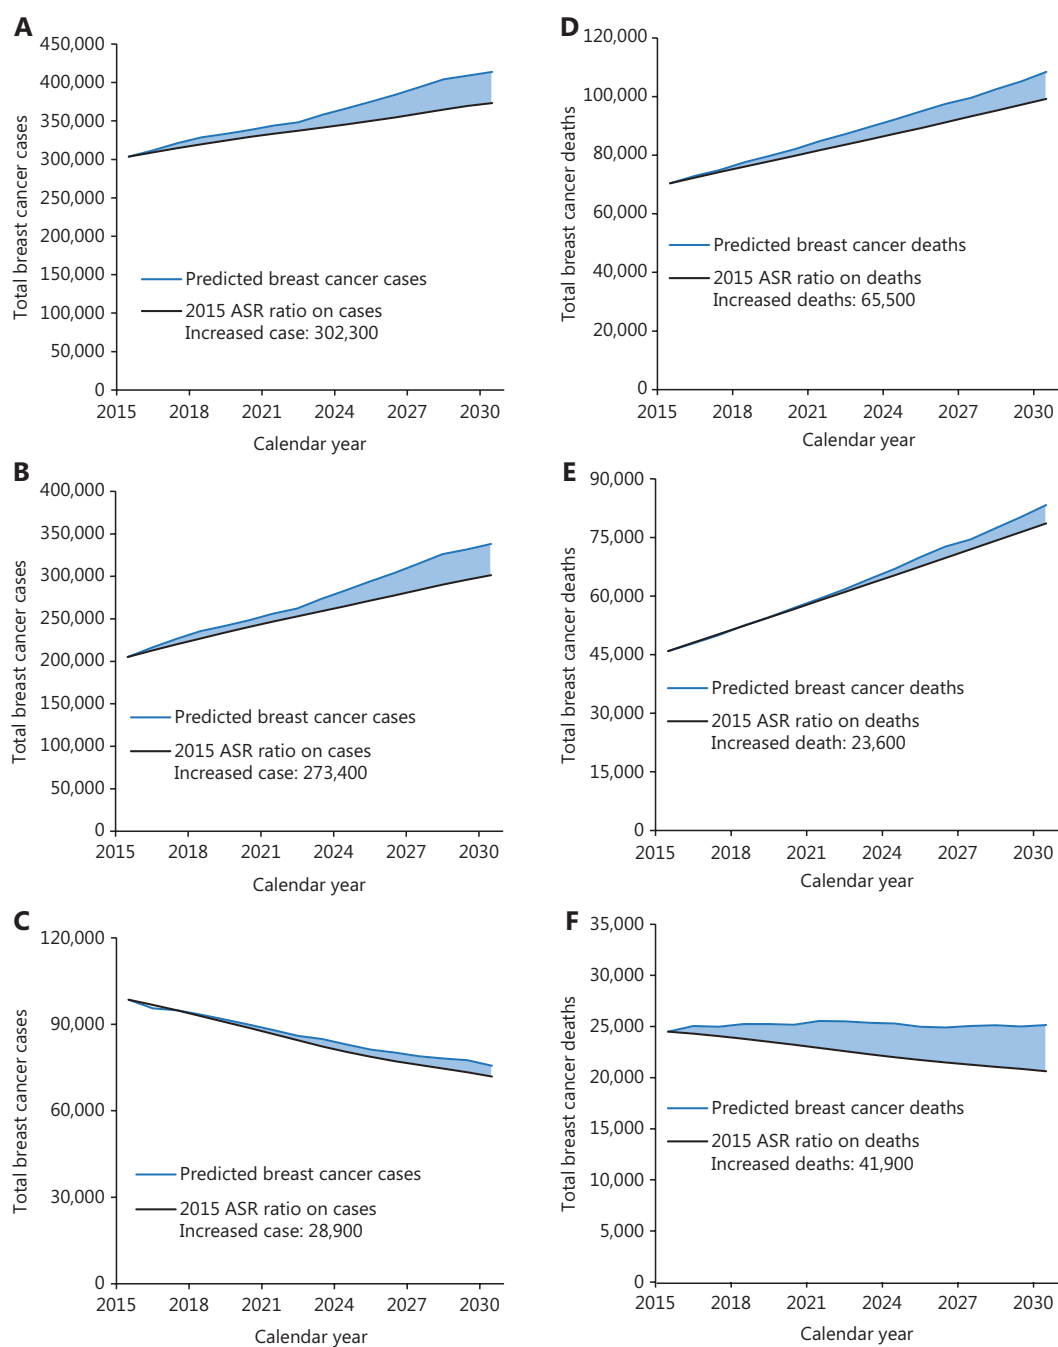 A
Total breast cancer cases
450,000
400,000
350,000
300,000
250,000
200,000
150,000
100,000
50,000
0
Predicted breast cancer cases
2015 ASR ratio on cases
Increased case: 302,300
2015 2018 2021 2024 2027 2030
Calendar year
B
Total breast cancer cases
400,000
350,000
300,000
250,000
200,000
150,000
100,000
50,000
0
Predicted breast cancer cases
2015 ASR ratio on cases
Increased case: 273,400
2015 2018 2021 2024 2027 2030
Calendar year
C
Total breast cancer cases
120,000
90,000
60,000
30,000
0
Predicted breast cancer cases
2015 ASR ratio on cases
Increased case: 28,900
2015 2018 2021 2024 2027 2030
Calendar year
D
Total breast cancer deaths
120,000
100,000
80,000
60,000
40,000
20,000
0
Predicted breast cancer deaths
2015 ASR ratio on deaths
Increased deaths: 65,500
2015 2018 2021 2024 2027 2030
Calendar year
E
Total breast cancer deaths
90,000
75,000
60,000
45,000
30,000
15,000
0
Predicted breast cancer deaths
2015 ASR ratio on deaths
Increased death: 23,600
2015 2018 2021 2024 2027 2030
Calendar year
F
Total breast cancer deaths
35,000
30,000
25,000
20,000
15,000
10,000
5,000
0
Predicted breast cancer deaths
2015 ASR ratio on deaths
Increased deaths: 41,900
2015 2018 2021 2024 2027 2030
Calendar year